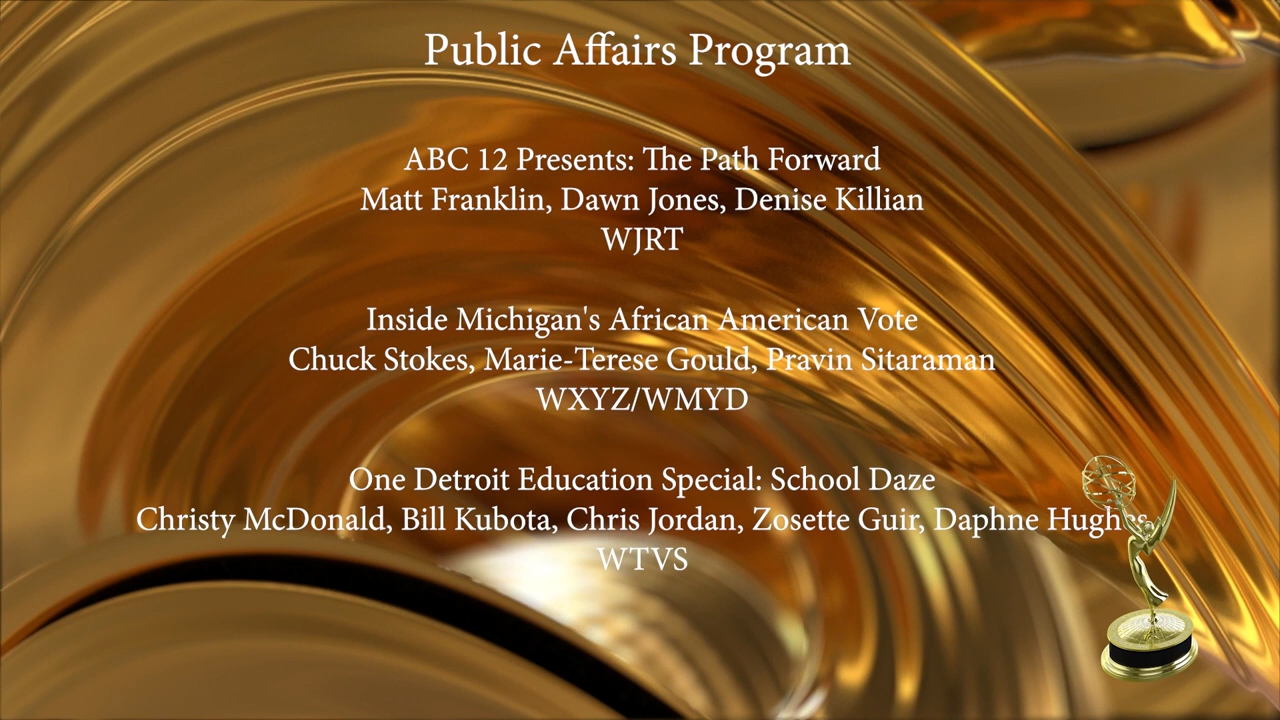 Public Affairs Program
ABC 12 Presents: The Path Forward
Matt Franklin, Dawn Jones, Denise Killian
WJRT
Inside Michigan's African American Vote
Chuck Stokes, Marie-Terese Gould, Pravin Sitaraman
WXYZ/WMYD
One Detroit Education Special: School Daze
Christy McDonald, Bill Kubota, Chris Jordan, Zosette Guir, Daphne Hughes,
WTVS